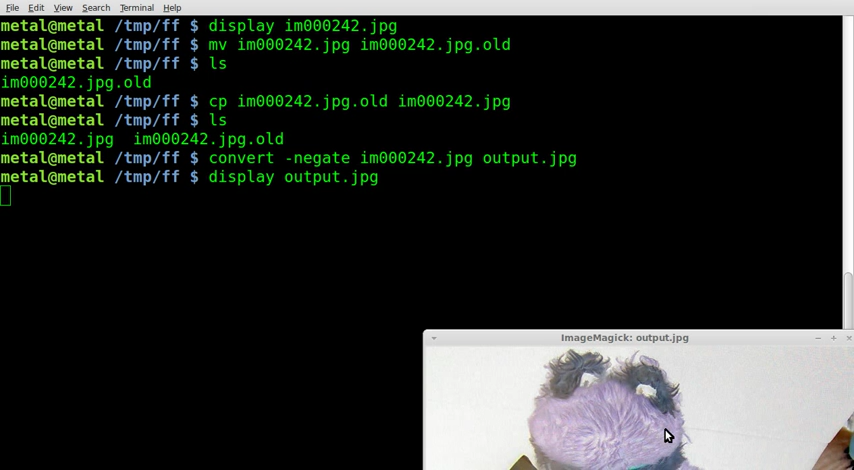 File Edit View Search Terminal Help
metal@metal /tmp/ff $ display im000242.jpg
metal@metal /tmp/ff $ mv im000242.jpg im000242.jpg.old
metal@metal /tmp/ff $ ls
im000242.jpg.old
metal@metal /tmp/ff $ cp im000242.jpg.old im000242.jpg
metal@metal /tmp/ff $ ls
im000242.jpg  im000242.jpg.old
metal@metal /tmp/ff $ convert -negate im000242.jpg output.jpg
metal@metal /tmp/ff $ display output.jpg
ImageMagick: output.jpg